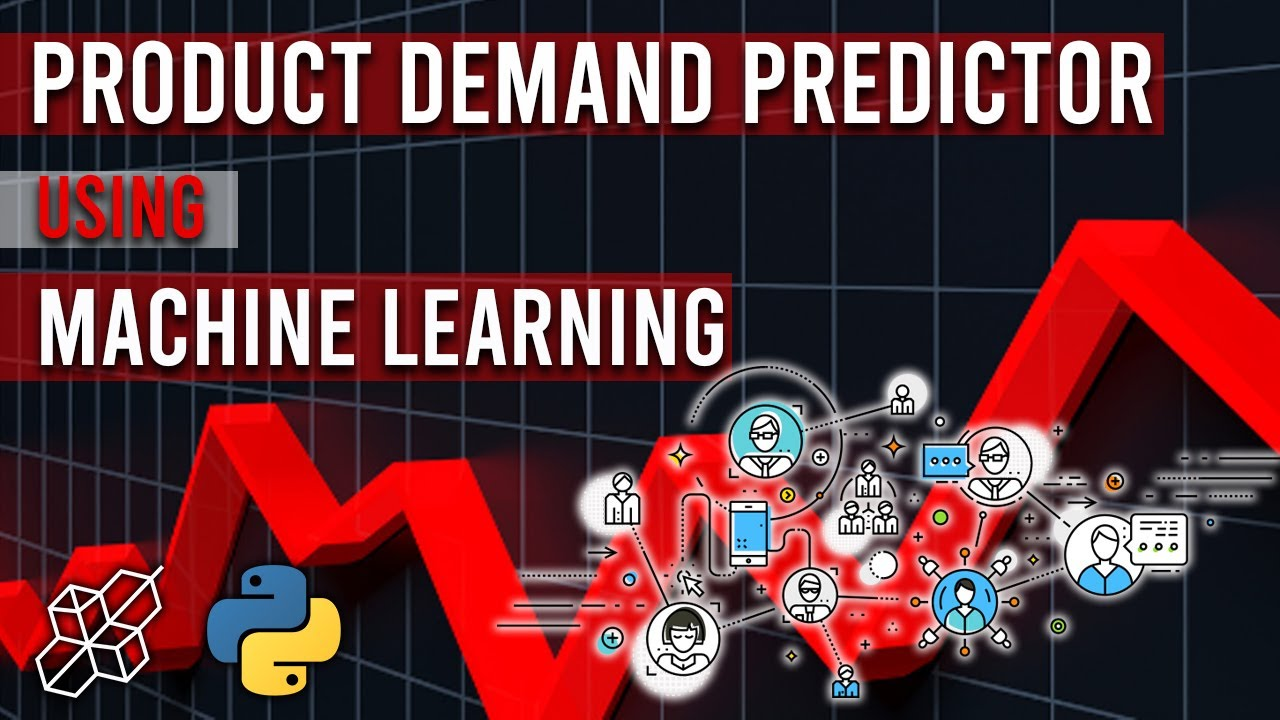 PRODUCT DEMAND PREDICTOR
USING
MACHINE LEARNING